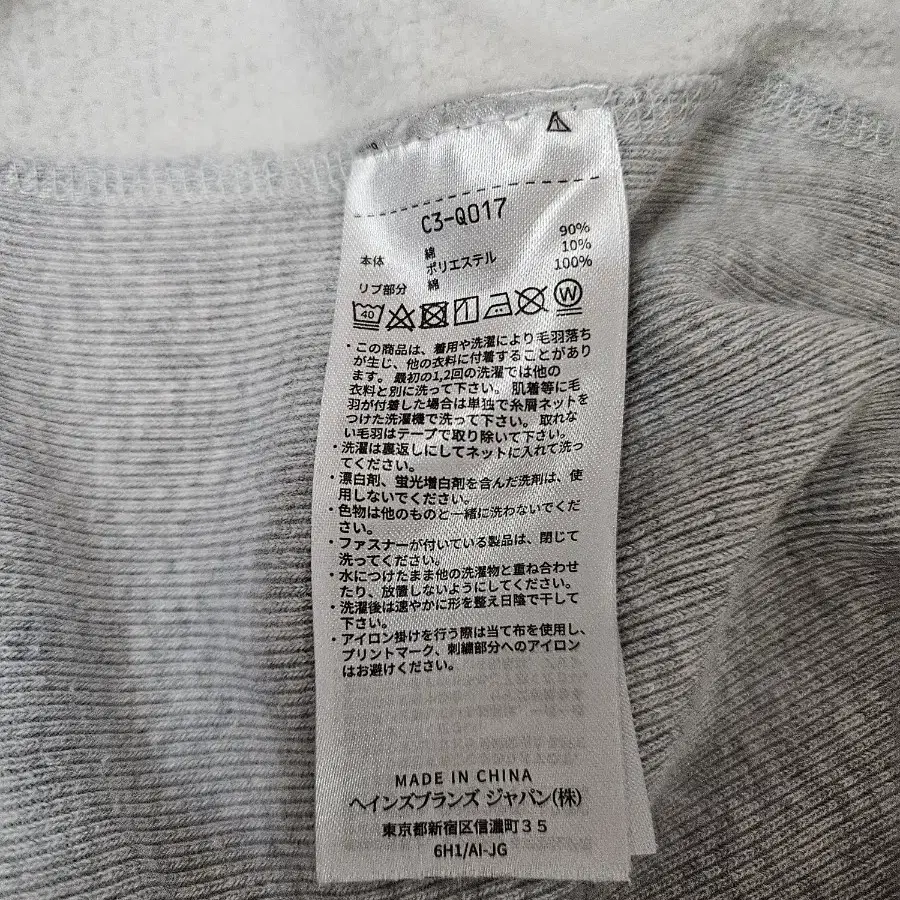 C3-Q017
本体 綿 90%
ポリエステル 10%
リブ部分 綿 100%
40 W
・この商品は、着用や洗濯により毛羽落ち
が生じ、他の衣料に付着することがあり
ます。最初の1,2回の洗濯では他の
衣料と別に洗って下さい。肌着等に毛
羽が付着した場合は単独で糸屑ネットを
つけた洗濯機で洗って下さい。取れな
い毛羽はテープで取り除いて下さい。
・洗濯は裏返しにしてネットに入れて洗っ
てください。
・漂白剤、蛍光増白剤を含んだ洗剤は、使
用しないでください。
・色物は他のものと一緒に洗わないでくだ
さい。
・ファスナーが付いている製品は、閉じて
洗ってください。
・水につけたまま他の洗濯物と重ね合わせ
たり、放置しないようにしてください。
・洗濯後は速やかに形を整え日陰で干して
下さい。
・アイロン掛けを行う際は当て布を使用し、
プリントマーク、刺繍部分へのアイロン
はお避けください。
MADE IN CHINA
ヘインズブランズ ジャパン(株)
東京都新宿区信濃町35
6H1/AI-JG